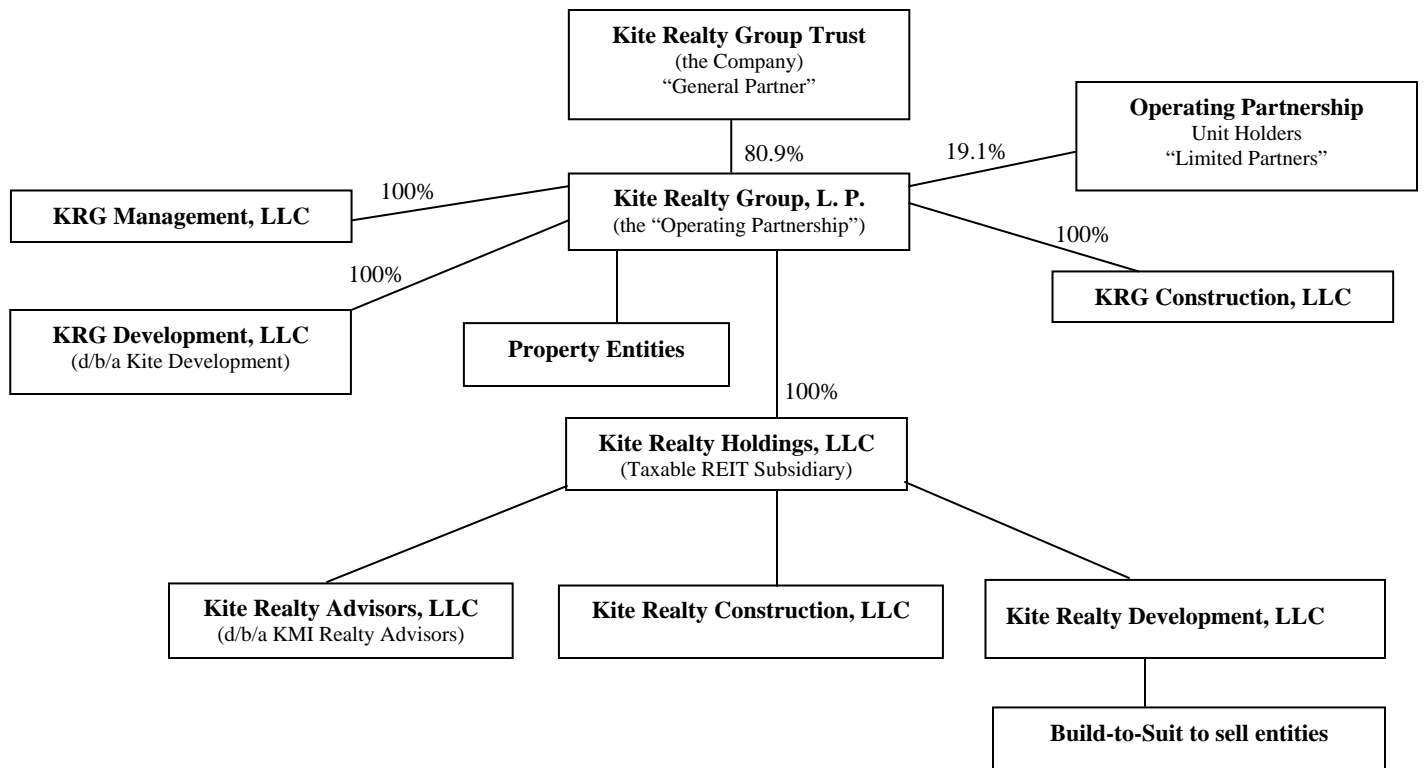 Kite Realty Group Trust
(the Company)
“General Partner”
Operating Partnership
Unit Holders
“Limited Partners”
80.9%
19.1%
100%
KRG Management, LLC
Kite Realty Group, L. P.
(the “Operating Partnership”)
100%
100%
KRG Construction, LLC
KRG Development, LLC
(d/b/a Kite Development)
Property Entities
100%
Kite Realty Holdings, LLC
(Taxable REIT Subsidiary)
Kite Realty Advisors, LLC
(d/b/a KMI Realty Advisors)
Kite Realty Construction, LLC
Kite Realty Development, LLC
Build-to-Suit to sell entities